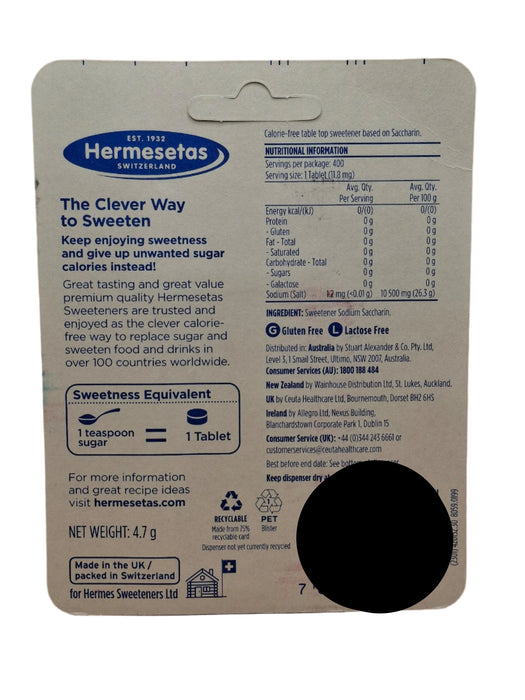 EST. 1932
Hermesetas
SWITZERLAND
The Clever Way
to Sweeten
Keep enjoying sweetness
and give up unwanted sugar
calories instead!
Great tasting and great value
premium quality Hermesetas
Sweeteners are trusted and
enjoyed as the clever calorie-
free way to replace sugar and
sweeten food and drinks in
over 100 countries worldwide.
Sweetness Equivalent
1 teaspoon
sugar
=
1 Tablet
For more information
and great recipe ideas
visit hermesetas.com
NET WEIGHT: 4.7 g
RECYCLABLE
Made from 75%
recyclable card
1
PET
Blister
Dispenser not yet currently recycled
Made in the UK /
packed in Switzerland
for Hermes Sweeteners Ltd
Calorie-free table top sweetener based on Saccharin.
NUTRITIONAL INFORMATION
Servings per package: 400
Serving size: 1 Tablet (11.8 mg)
Avg. Qty. Avg. Qty.
Per Serving Per 100 g
Energy kcal/(kJ) 0/(0) 0/(0)
Protein 0 g 0 g
- Gluten 0 g 0 g
Fat - Total 0 g 0 g
- Saturated 0 g 0 g
Carbohydrate - Total 0 g 0 g
- Sugars 0 g 0 g
- Galactose 0 g 0 g
Sodium (Salt) mg (<0.01 g) 10 500 mg (26.3 g)
INGREDIENT: Sweetener Sodium Saccharin.
G Gluten Free L Lactose Free
Distributed in: Australia by Stuart Alexander & Co. Pty. Ltd,
Level 3, 1 Smail Street, Ultimo, NSW 2007, Australia.
Consumer Services (AU): 1800 188 484
New Zealand by Wainhouse Distribution Ltd, St. Lukes, Auckland.
UK by Ceuta Healthcare Ltd, Bournemouth, Dorset BH2 6HS
Ireland by Allegro Ltd, Nexus Building,
Blanchardstown Corporate Park 1, Dublin 15
Consumer Service (UK): +44 (0)344 243 6661 or
customerservices@ceutahealthcare.com
Best before end date: See
Keep dispenser dry
7